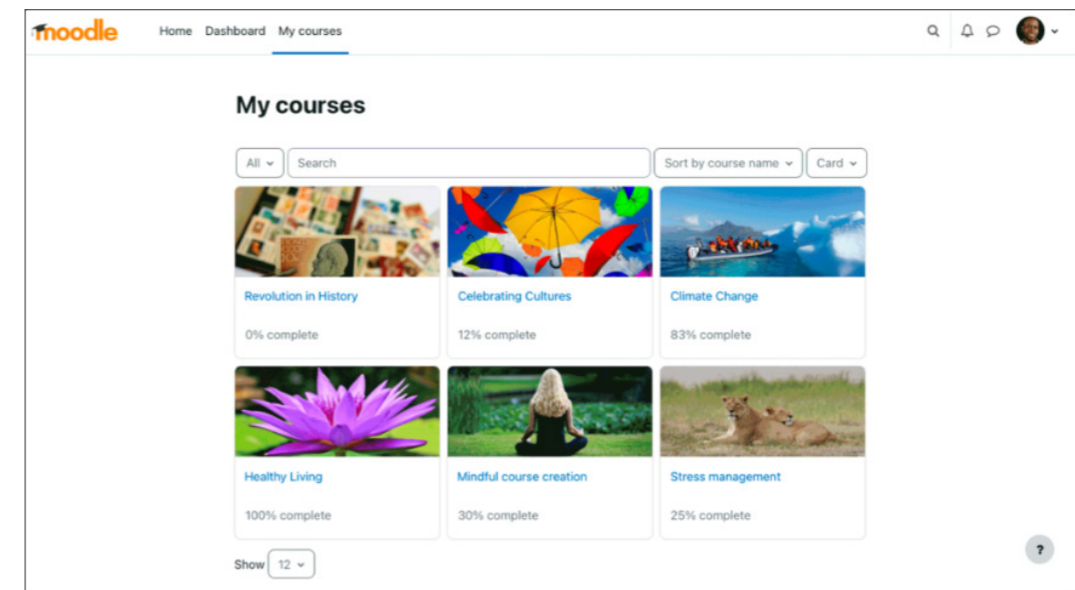 moodle Home Dashboard My courses
My courses
All Search Sort by course name Card
Revolution in History Celebrating Cultures Climate Change
0% complete 12% complete 83% complete
Healthy Living Mindful course creation Stress management
100% complete 30% complete 25% complete
?
Show 12